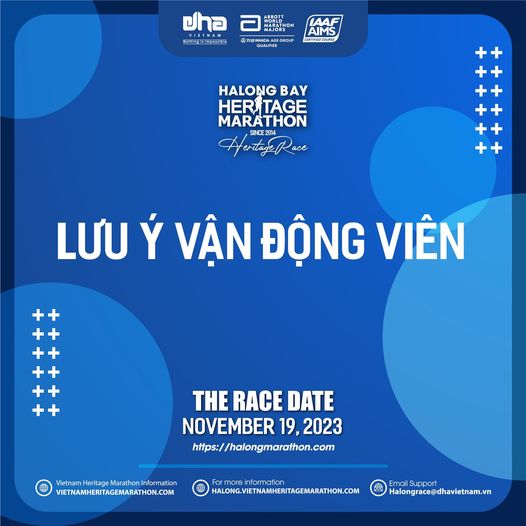 dha
VIETNAM
Nothing is impossible
ABBOTT
WORLD
MARATHON
MAJORS
WANDA AGE GROUP
QUALIFIER
IAAF
AIMS
CERTIFIED COURSE
HALONG BAY
HERITAGE
MARATHON
SINCE 2014
Heritage Race
LƯU Ý VẬN ĐỘNG VIÊN
THE RACE DATE
NOVEMBER 19, 2023
https://halongmarathon.com
Vietnam Heritage Marathon Information
VIETNAMHERITAGEMARATHON.COM
For more information
HALONG.VIETNAMHERITAGEMARATHON.COM
Email Support
Halongrace@dhavietnam.vn